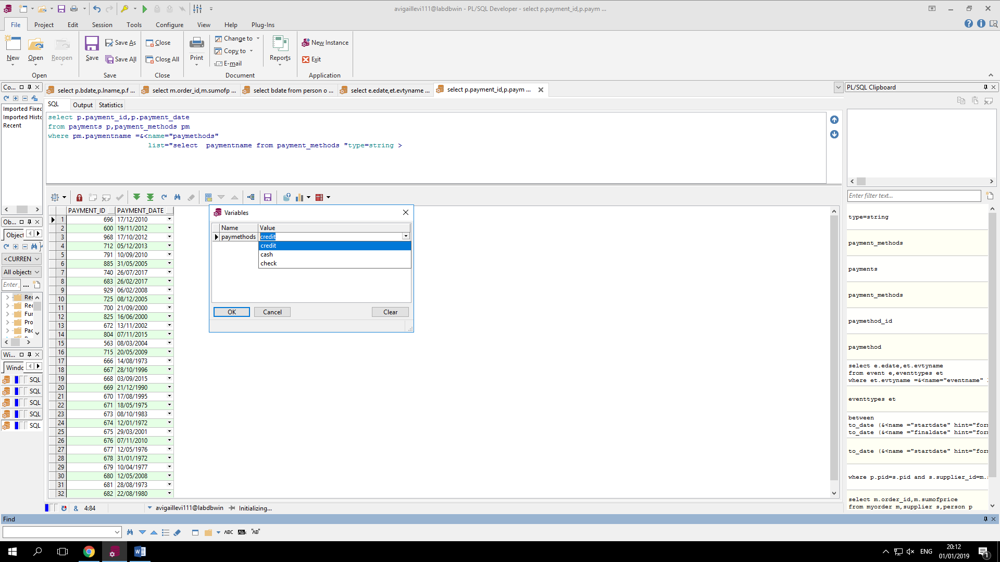 avigaillevi111@labdbwin - PL/SQL Developer - select p.payment_id,p.paym ...
File Project Edit Session Tools Configure View Help Plug-Ins
New Open Reopen
Open
Save Save As Save All
Save
Close Close All
Close
Print Change to Copy to E-mail Reports
Document
New Instance Exit
Application
Co...
Imported Fixe
Imported Histo
Recent
select p.bdate,p.lname,p.f ... select m.order_id,m.sumofp ... select bdate from person o ... select e.edate,et.evtyname ... select p.payment_id,p.paym ...
SQL Output Statistics
select p.payment_id,p.payment_date
from payments p,payment_methods pm
where pm.paymentname =&<name="paymethods"
list="select  paymentname from payment_methods "type=string >
Ob...
Object
<CURREN
All objects
Enter
Rec
Rec
Fur
Pro
Pac
Wi...
Windo
SQL
SQL
SQL
SQL
SQL
PAYMENT_ID PAYMENT_DATE
1 696 17/12/2010
2 600 19/11/2012
3 968 17/10/2012
4 712 05/12/2013
5 791 10/09/2010
6 885 31/05/2005
7 740 26/07/2017
8 683 26/02/2017
9 929 06/02/2008
10 725 08/12/2005
11 700 21/09/2000
12 825 16/06/2000
13 672 13/11/2002
14 804 07/11/2015
15 563 08/03/2004
16 715 20/05/2009
17 666 14/08/1973
18 667 28/10/1996
19 668 03/09/2015
20 669 21/12/1990
21 670 17/08/1995
22 671 18/05/1975
23 673 08/10/1983
24 674 12/01/1972
25 675 29/03/2001
26 676 07/11/2010
27 677 12/05/1976
28 678 31/01/1972
29 679 10/04/1977
30 680 12/05/2008
31 681 28/08/1973
32 682 22/08/1980
Variables
Name Value
paymethods credit
credit
cash
check
OK Cancel Clear
& 4:84 avigaillevi111@labdbwin Initializing...
PL/SQL Clipboard
Enter filter text...
type=string
payment_methods
payments
payment_methods
paymethod_id
paymethod
select e.edate,et.evtyname
from event e,eventtypes et
where et.evtyname =&<name="eventname"
eventtypes et
between
to_date (&<name ="startdate" hint="for
to_date (&<name ="finaldate" hint="for
to_date (&<name ="startdate" hint="for
where p.pid=s.pid and s.supplier_id=m.
select m.order_id,m.sumofprice
from myorder m,supplier s,person p
Find
ABC AB "AB"
ENG
20:12
01/01/2019
1